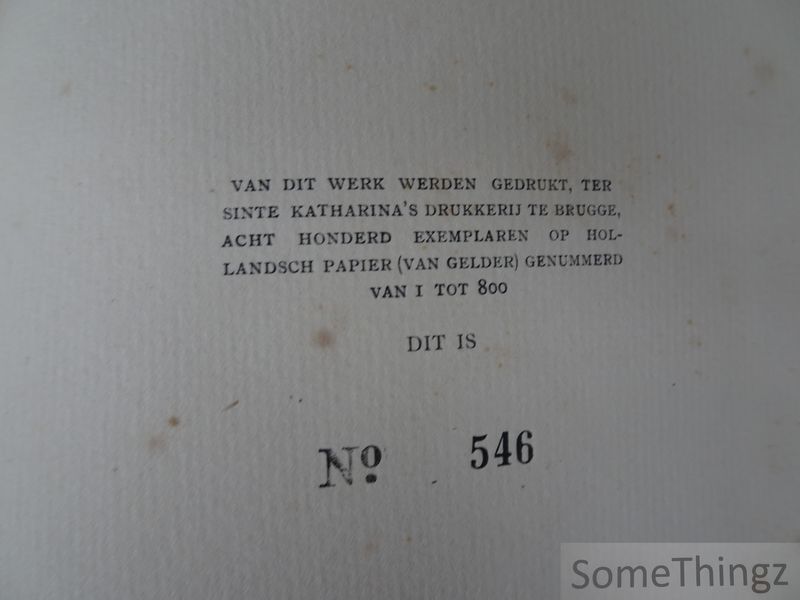 VAN DIT WERK WERDEN GEDRUKT, TER
SINTE KATHARINA'S DRUKKERIJ TE BRUGGE,
ACHT HONDERD EXEMPLAREN OP HOL-
LANDSCH PAPIER (VAN GELDER) GENUMMERD
VAN I TOT 800
DIT IS
Nº 546
SomeThingz